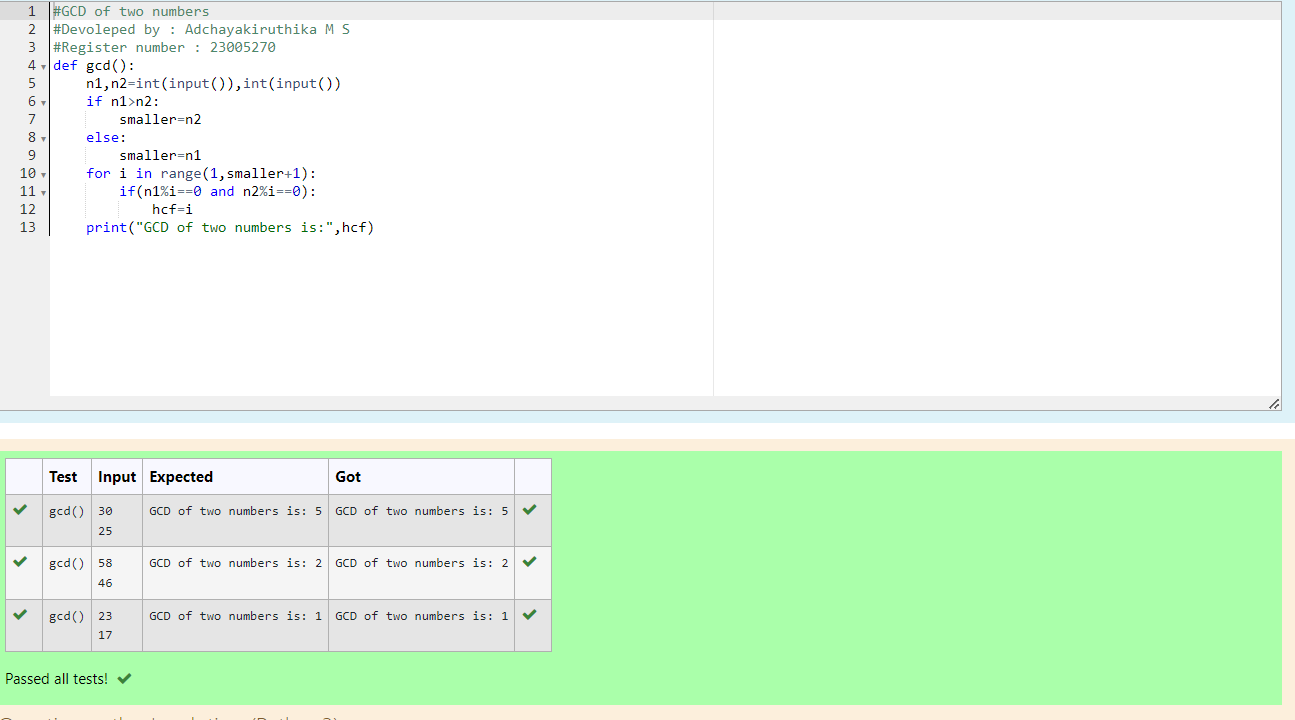 1 #GCD of two numbers
2 #Devoleped by : Adchayakiruthika M S
3 #Register number : 23005270
4 def gcd():
5     n1,n2=int(input()),int(input())
6     if n1>n2:
7         smaller=n2
8     else:
9         smaller=n1
10     for i in range(1,smaller+1):
11         if(n1%i==0 and n2%i==0):
12             hcf=i
13     print("GCD of two numbers is:",hcf)
Test Input Expected Got
gcd() 30 GCD of two numbers is: 5 GCD of two numbers is: 5
25
gcd() 58 GCD of two numbers is: 2 GCD of two numbers is: 2
46
gcd() 23 GCD of two numbers is: 1 GCD of two numbers is: 1
17
Passed all tests!